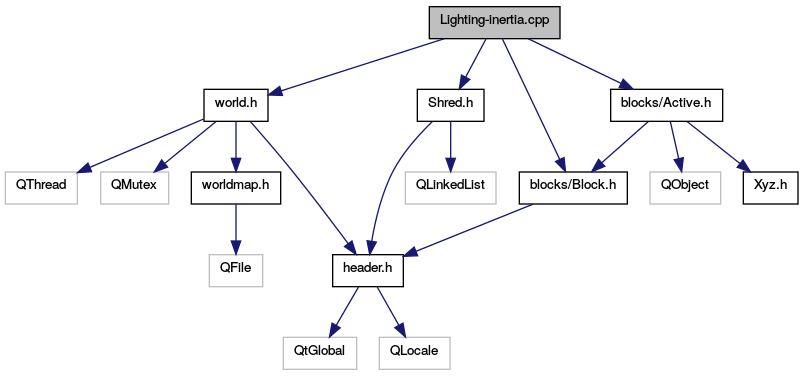 Lighting-inertia.cpp
world.h
Shred.h
blocks/Active.h
QThread
QMutex
worldmap.h
QLinkedList
blocks/Block.h
QObject
Xyz.h
QFile
header.h
QtGlobal
QLocale